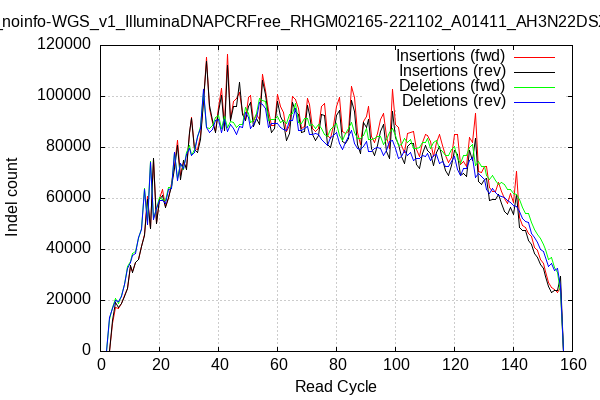 _noinfo-WGS_v1_IlluminaDNAPCRFree_RHGM02165-221102_A01411_AH3N22DSX
Insertions (fwd)
Insertions (rev)
Deletions (fwd)
Deletions (rev)
120000
100000
80000
60000
40000
20000
0
Indel count
0 20 40 60 80 100 120 140 160
Read Cycle